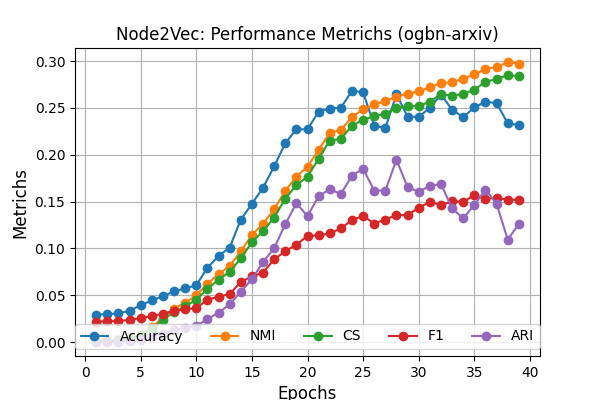 Node2Vec: Performance Metrichs (ogbn-arxiv)
Metrichs
0.30
0.25
0.20
0.15
0.10
0.05
0.00
Accuracy NMI CS F1 ARI
0 5 10 15 20 25 30 35 40
Epochs